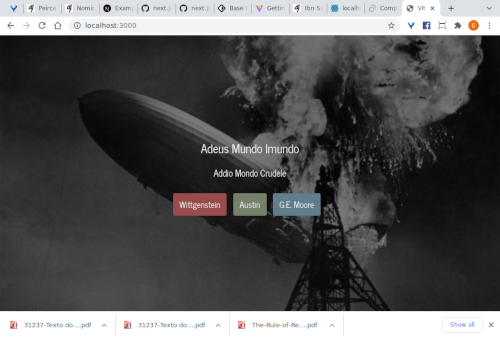 Peirce
Nomin
Exam
next.j
next.j
Base
Gettin
Ibn S
localh
Comp
Vit
localhost:3000
Adeus Mundo Imundo
Addio Mondo Crudele
Wittgenstein
Austin
G.E. Moore
31237-Texto do....pdf
31237-Texto do....pdf
The-Rule-of-Re....pdf
Show all